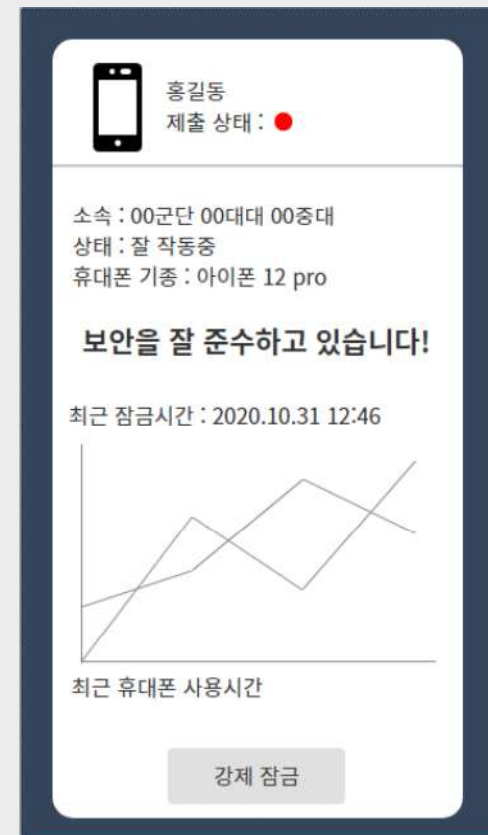 홍길동
제출 상태 :
소속 : 00군단 00대대 00중대
상태 : 잘 작동중
휴대폰 기종 : 아이폰 12 pro
보안을 잘 준수하고 있습니다!
최근 잠금시간 : 2020.10.31 12:46
최근 휴대폰 사용시간
강제 잠금